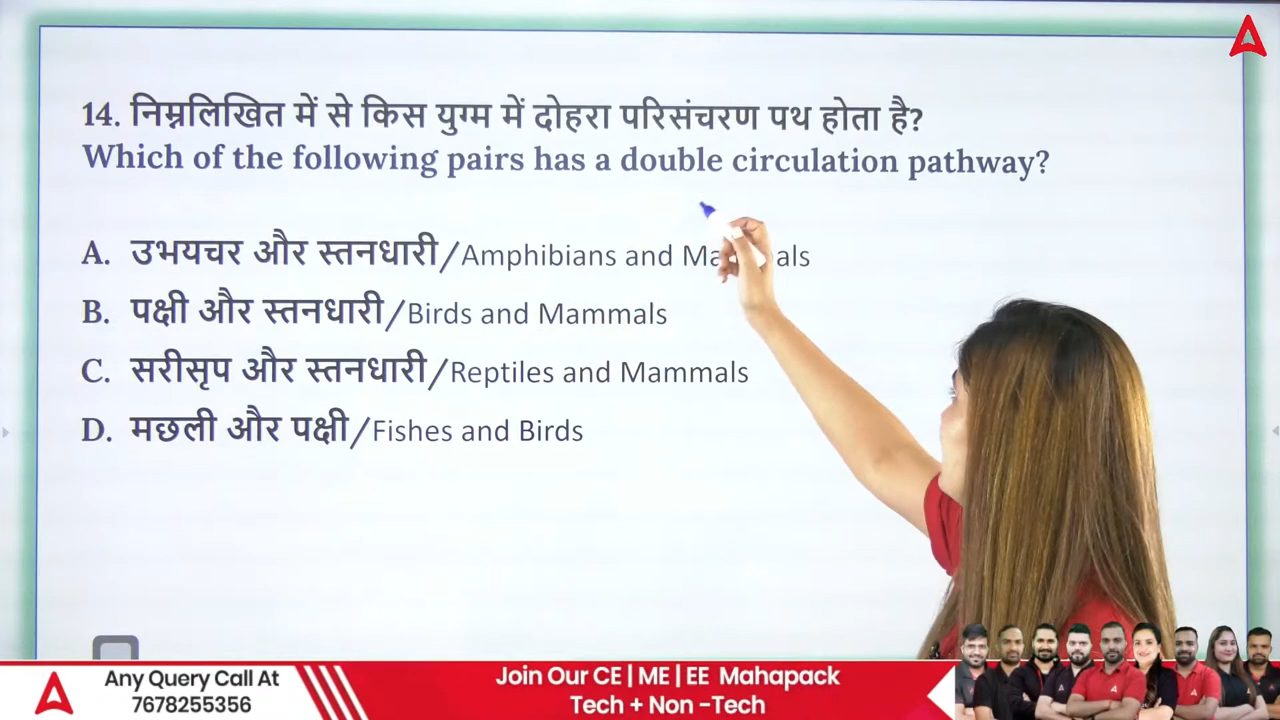 14. निम्नलिखित में से किस युग्म में दोहरा परिसंचरण पथ होता है?
Which of the following pairs has a double circulation pathway?
A. उभयचर और स्तनधारी/Amphibians and
B. पक्षी और स्तनधारी/Birds and Mammals
C. सरीसृप और स्तनधारी/Reptiles and Mammals
D. मछली और पक्षी/Fishes and Birds
Any Query Call At
7678255356
Join Our CE | ME | EE Mahapack
Tech + Non -Tech